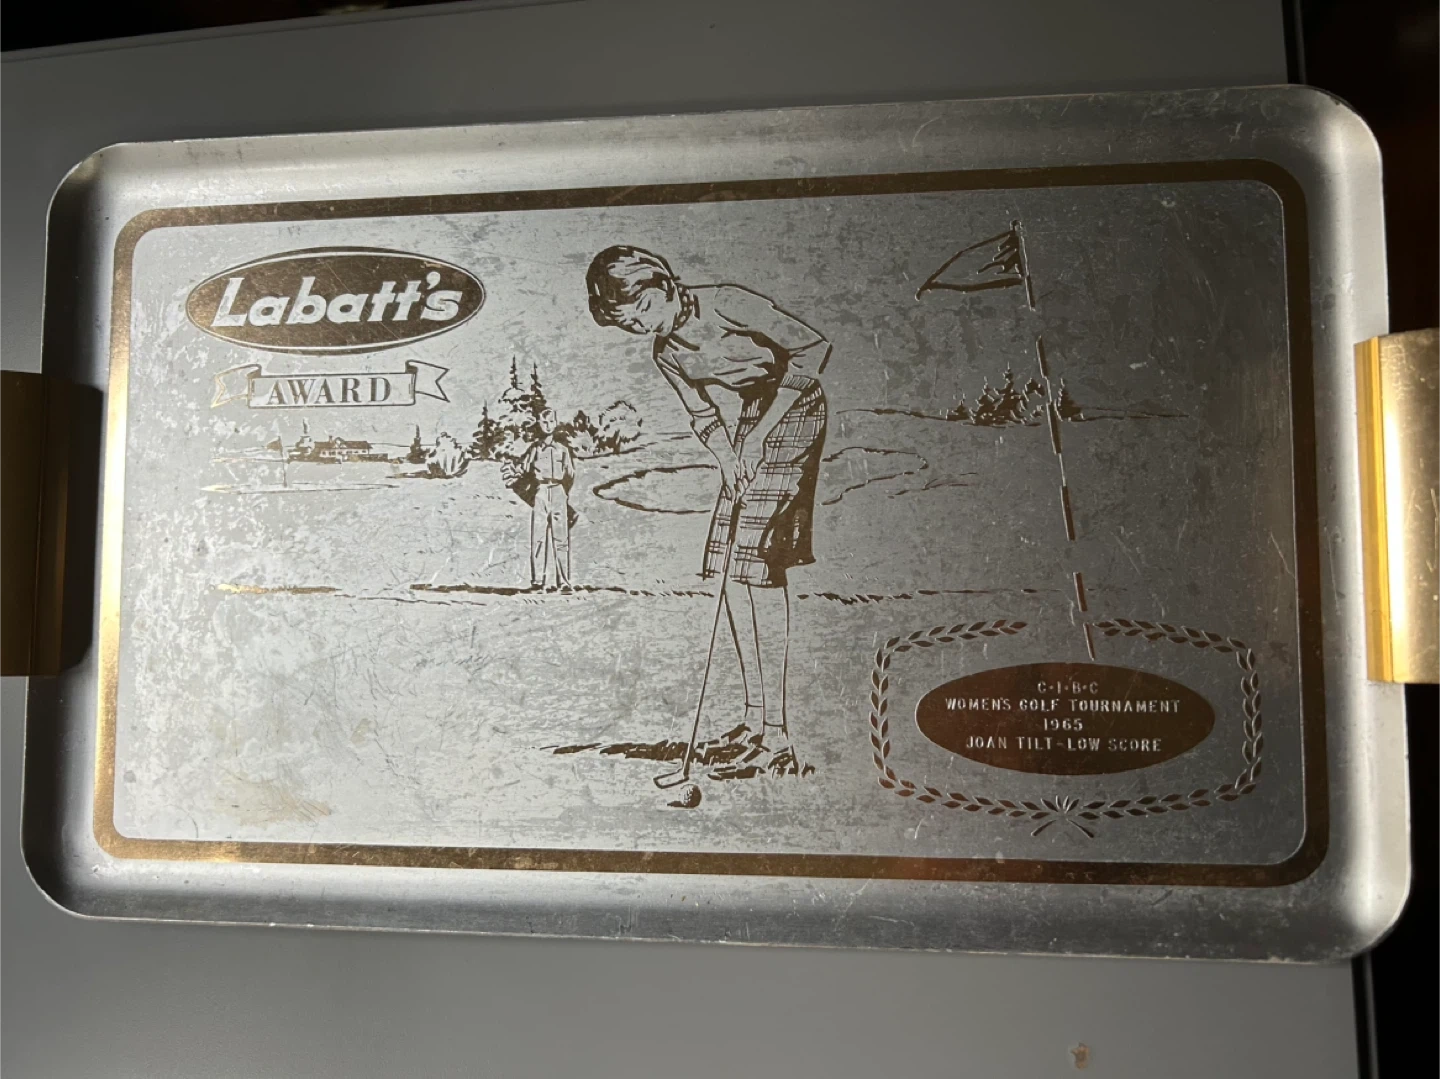 Labatt's
AWARD
C·I·B·C
WOMEN'S GOLF TOURNAMENT
1965
JOAN TILT-LOW SCORE